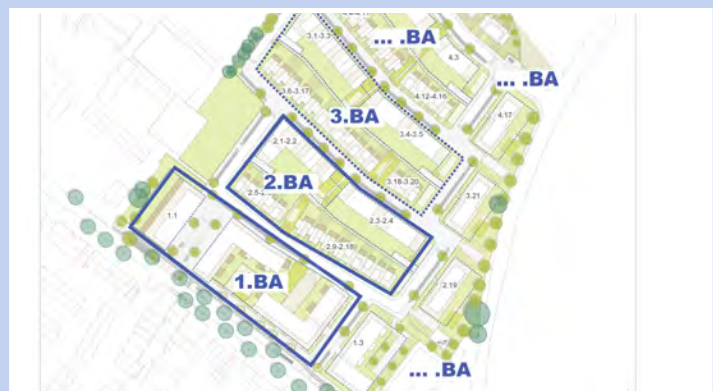 3.1-3.3
... .BA
4.3
... .BA
3.6-3.17
4.12-4.16
4.17
3.BA
2.1-2.2
3.4-3.5
3.18-3.20
2.BA
3.21
1.1
2.3-2.4
2.9-2.18
1.BA
2.19
1.3
... .BA